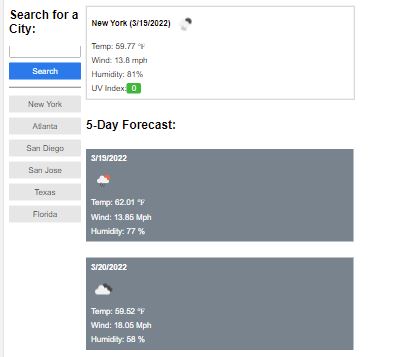 Search for a
City:
Search
New York
Atlanta
San Diego
San Jose
Texas
Florida
New York (3/19/2022)
Temp: 59.77 °F
Wind: 13.8 mph
Humidity: 81%
UV Index: 0
5-Day Forecast:
3/19/2022
Temp: 62.01 °F
Wind: 13.85 Mph
Humidity: 77 %
3/20/2022
Temp: 59.52 °F
Wind: 18.05 Mph
Humidity: 58 %